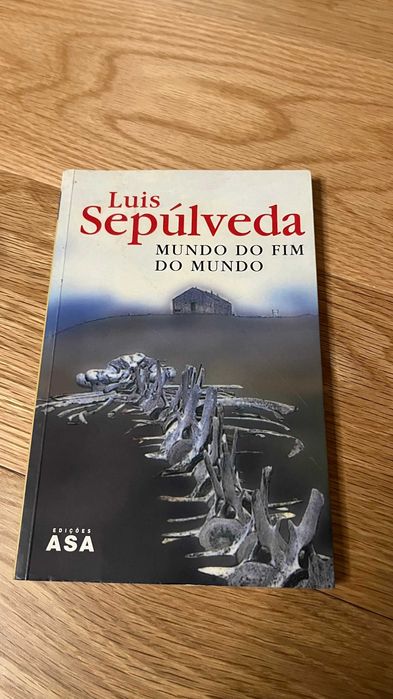 Luis
Sepúlveda
MUNDO DO FIM
DO MUNDO
EDIÇÕES
ASA